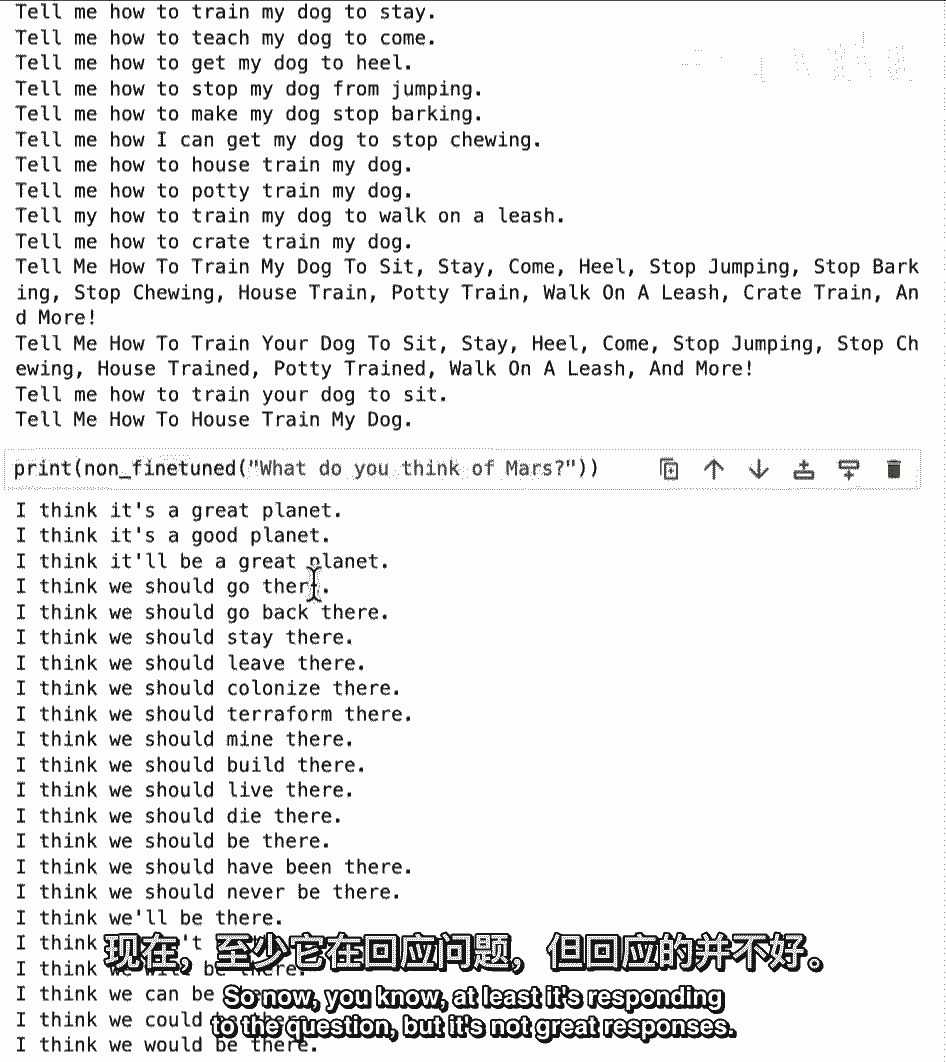 Tell me how to train my dog to stay.
Tell me how to teach my dog to come.
Tell me how to get my dog to heel.
Tell me how to stop my dog from jumping.
Tell me how to make my dog stop barking.
Tell me how I can get my dog to stop chewing.
Tell me how to house train my dog.
Tell me how to potty train my dog.
Tell my how to train my dog to walk on a leash.
Tell me how to crate train my dog.
Tell Me How To Train My Dog To Sit, Stay, Come, Heel, Stop Jumping, Stop Bark
ing, Stop Chewing, House Train, Potty Train, Walk On A Leash, Crate Train, An
d More!
Tell Me How To Train Your Dog To Sit, Stay, Heel, Come, Stop Jumping, Stop Ch
ewing, House Trained, Potty Trained, Walk On A Leash, And More!
Tell me how to train your dog to sit.
Tell Me How To House Train My Dog.
print(non_finetuned("What do you think of Mars?"))
I think it's a great planet.
I think it's a good planet.
I think it'll be a great planet.
I think we should go there.
I think we should go back there.
I think we should stay there.
I think we should leave there.
I think we should colonize there.
I think we should terraform there.
I think we should mine there.
I think we should build there.
I think we should live there.
I think we should die there.
I think we should be there.
I think we should have been there.
I think we should never be there.
I think we'll be there.
I think
现在，至少它在回应问题，但回应的并不好。
I think be there.
I think we can be
So now, you know, at least it's responding
I think we could
to the question, but it's not great responses.
I think we would be there.